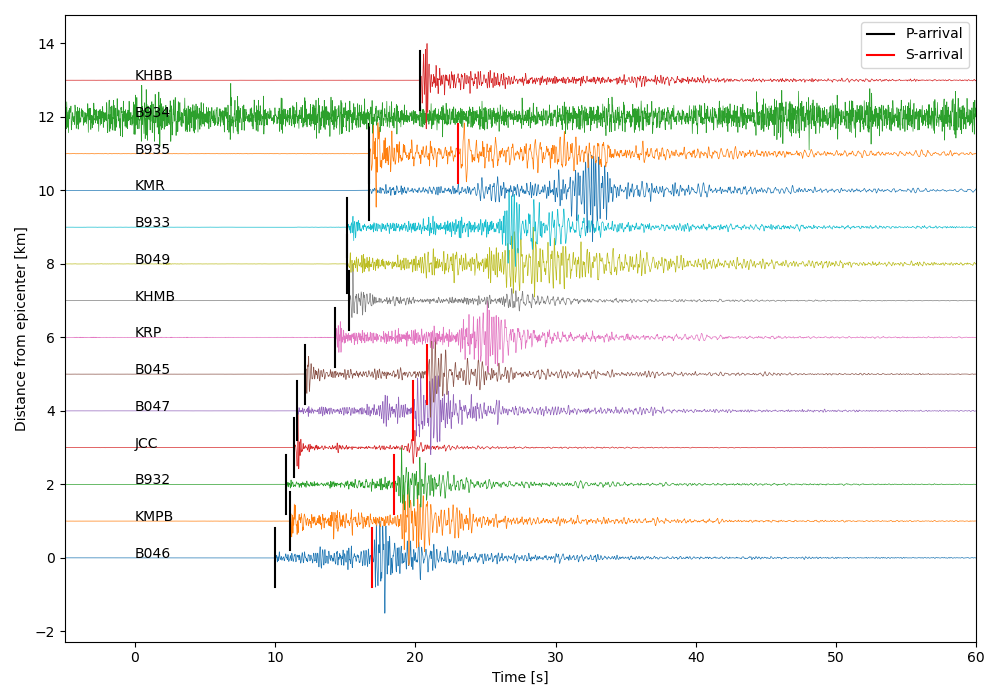 P-arrival
S-arrival
14
12
10
8
6
4
2
0
−2
KHBB
B934
B935
KMR
B933
B049
KHMB
KRP
B045
B047
JCC
B932
KMPB
B046
Distance from epicenter [km]
0 10 20 30 40 50 60
Time [s]